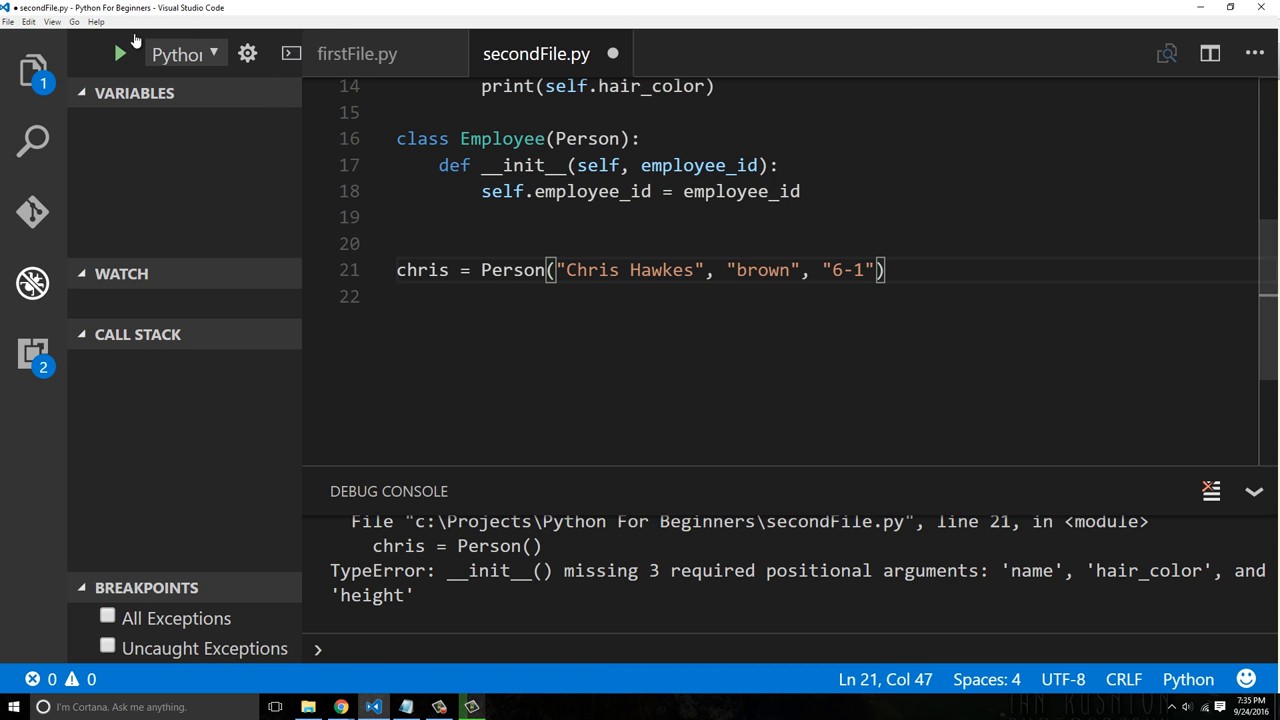 ● secondFile.py - Python For Beginners - Visual Studio Code
File Edit View Go Help
Python
firstFile.py
secondFile.py
1
VARIABLES
WATCH
CALL STACK
2
BREAKPOINTS
All Exceptions
Uncaught Exceptions
14 print(self.hair_color)
15
16 class Employee(Person):
17 def __init__(self, employee_id):
18 self.employee_id = employee_id
19
20
21 chris = Person("Chris Hawkes", "brown", "6-1")
22
DEBUG CONSOLE
File "c:\Projects\Python For Beginners\secondFile.py", line 21, in <module>
chris = Person()
TypeError: __init__() missing 3 required positional arguments: 'name', 'hair_color', and
'height'
0 0
Ln 21, Col 47 Spaces: 4 UTF-8 CRLF Python
I'm Cortana. Ask me anything.
7:35 PM
9/24/2016